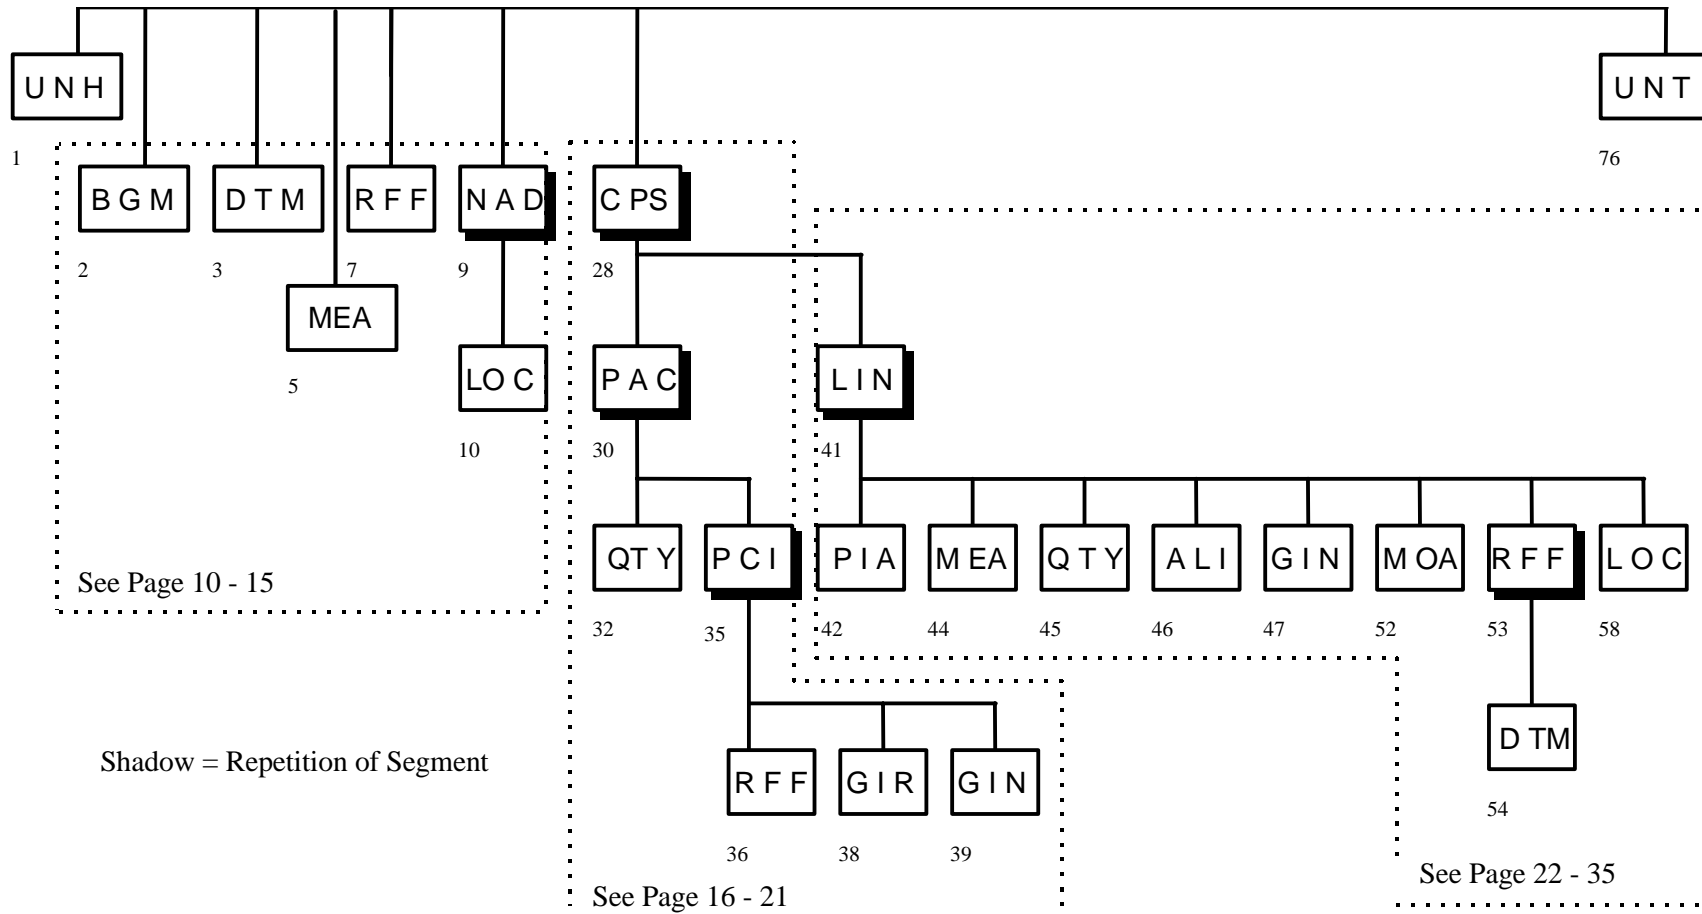 UNH
UNT
1
76
BGM
DTM
RFF
NAD
CPS
2
3
7
9
28
MEA
5
LOC
PAC
LIN
10
30
41
QTY
PCI
PIA
MEA
QTY
ALI
GIN
MOA
RFF
LOC
See Page 10 - 15
32
35
42
44
45
46
47
52
53
58
Shadow = Repetition of Segment
RFF
GIR
GIN
DTM
36
38
39
54
See Page 16 - 21
See Page 22 - 35